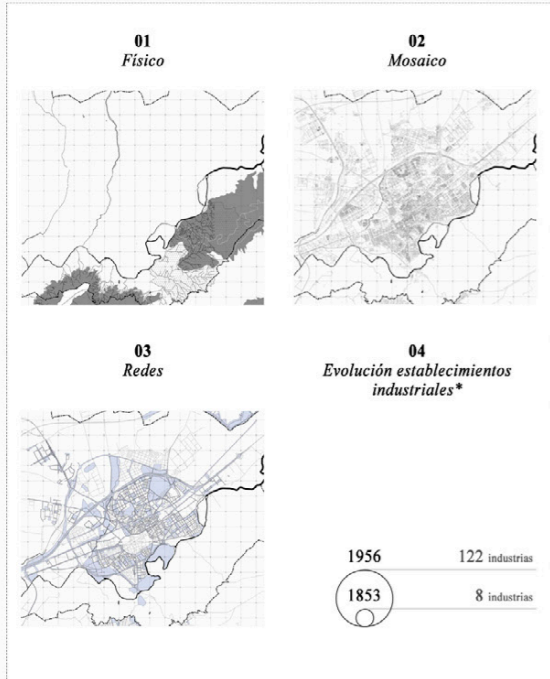 01
Físico
02
Mosaico
03
Redes
04
Evolución establecimientos
industriales*
1956
122 industrias
1853
8 industrias